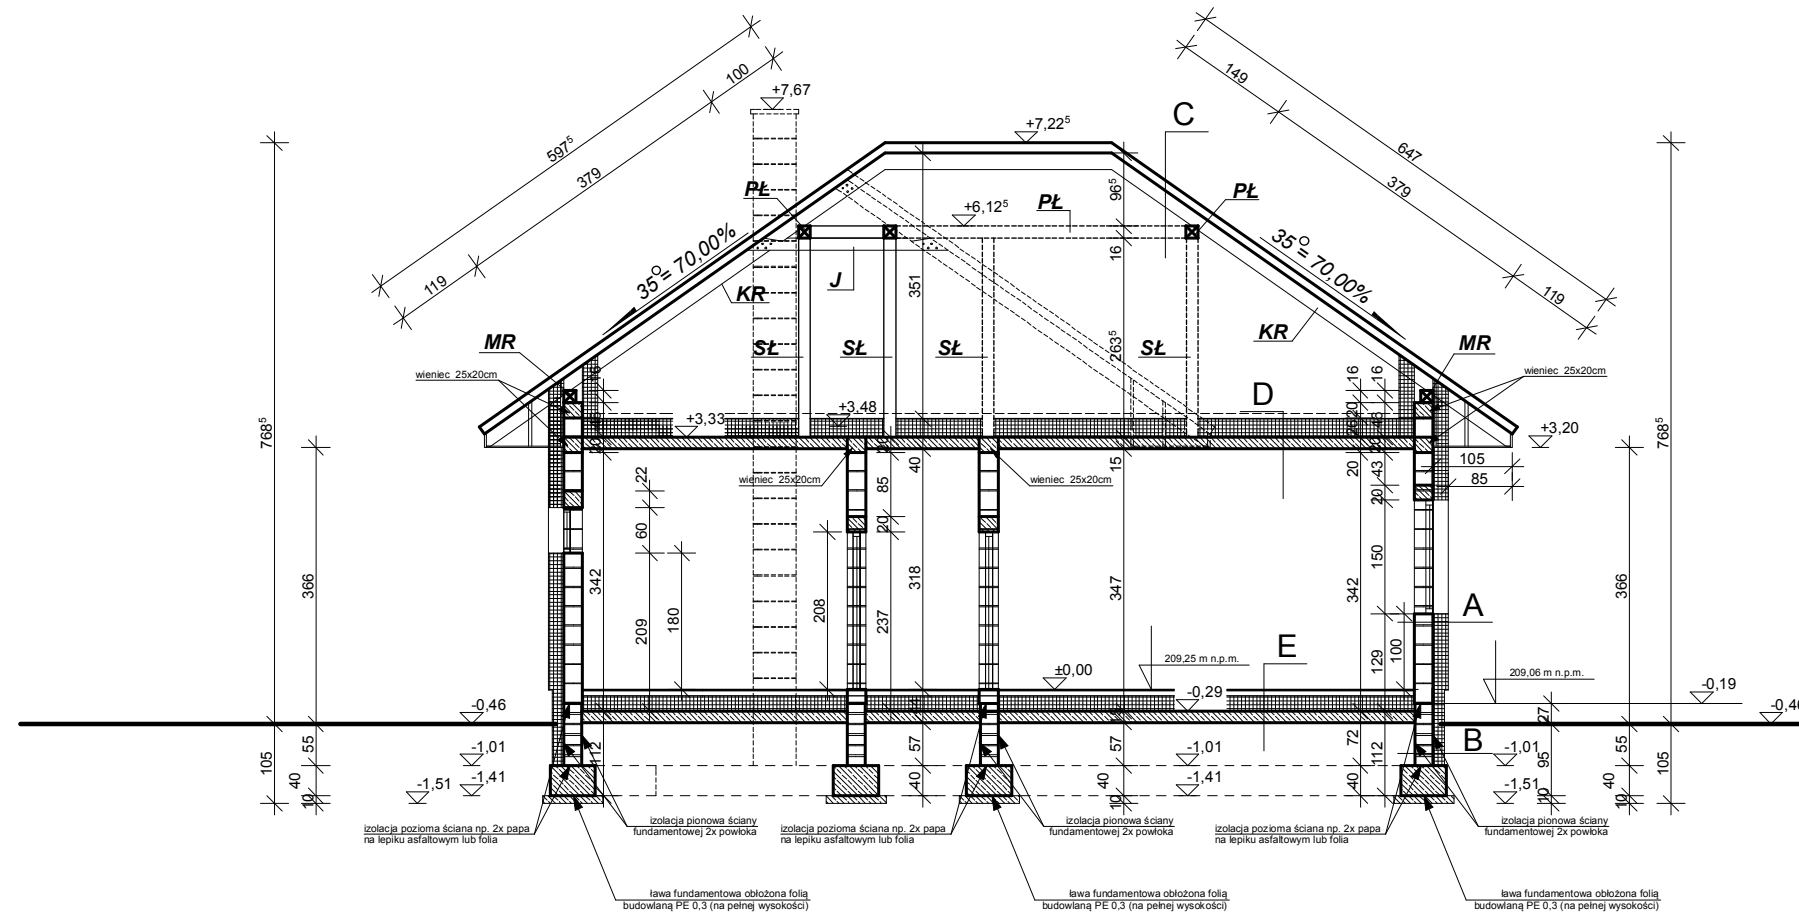 149
100
+7,67
C
+7,22⁵
597⁵
647
379
379
PŁ
96⁵
PŁ
PŁ
+6,12⁵
35°= 70,00%
35°= 70,00%
16
119
119
J
KR
351
KR
MR
SŁ
SŁ
SŁ
SŁ
263⁵
MR
wieniec 25x20cm
16
16
16
wieniec 25x20cm
D
+3,33
+3,48
768⁵
768⁵
+3,20
40
15
20
43
105
22
85
wieniec 25x20cm
wieniec 25x20cm
85
20
20
60
150
366
342
208
318
347
342
366
180
237
209
A
100
129
E
±0,00
209,25 m n.p.m.
209,06 m n.p.m.
-0,29
-0,19
-0,46
27
105
55
-1,01
112
57
57
-1,01
72
112
B
-1,01
95
55
105
40
-1,51
-1,41
40
40
-1,41
40
-1,51
40
10
10
10
10
izolacja pozioma ściana np. 2x papa
na lepiku asfaltowym lub folia
izolacja pionowa ściany
fundamentowej 2x powłoka
izolacja pozioma ściana np. 2x papa
na lepiku asfaltowym lub folia
izolacja pionowa ściany
fundamentowej 2x powłoka
izolacja pozioma ściana np. 2x papa
na lepiku asfaltowym lub folia
izolacja pionowa ściany
fundamentowej 2x powłoka
ława fundamentowa obłożona folią
budowlaną PE 0,3 (na pełnej wysokości)
ława fundamentowa obłożona folią
budowlaną PE 0,3 (na pełnej wysokości)
ława fundamentowa obłożona folią
budowlaną PE 0,3 (na pełnej wysokości)